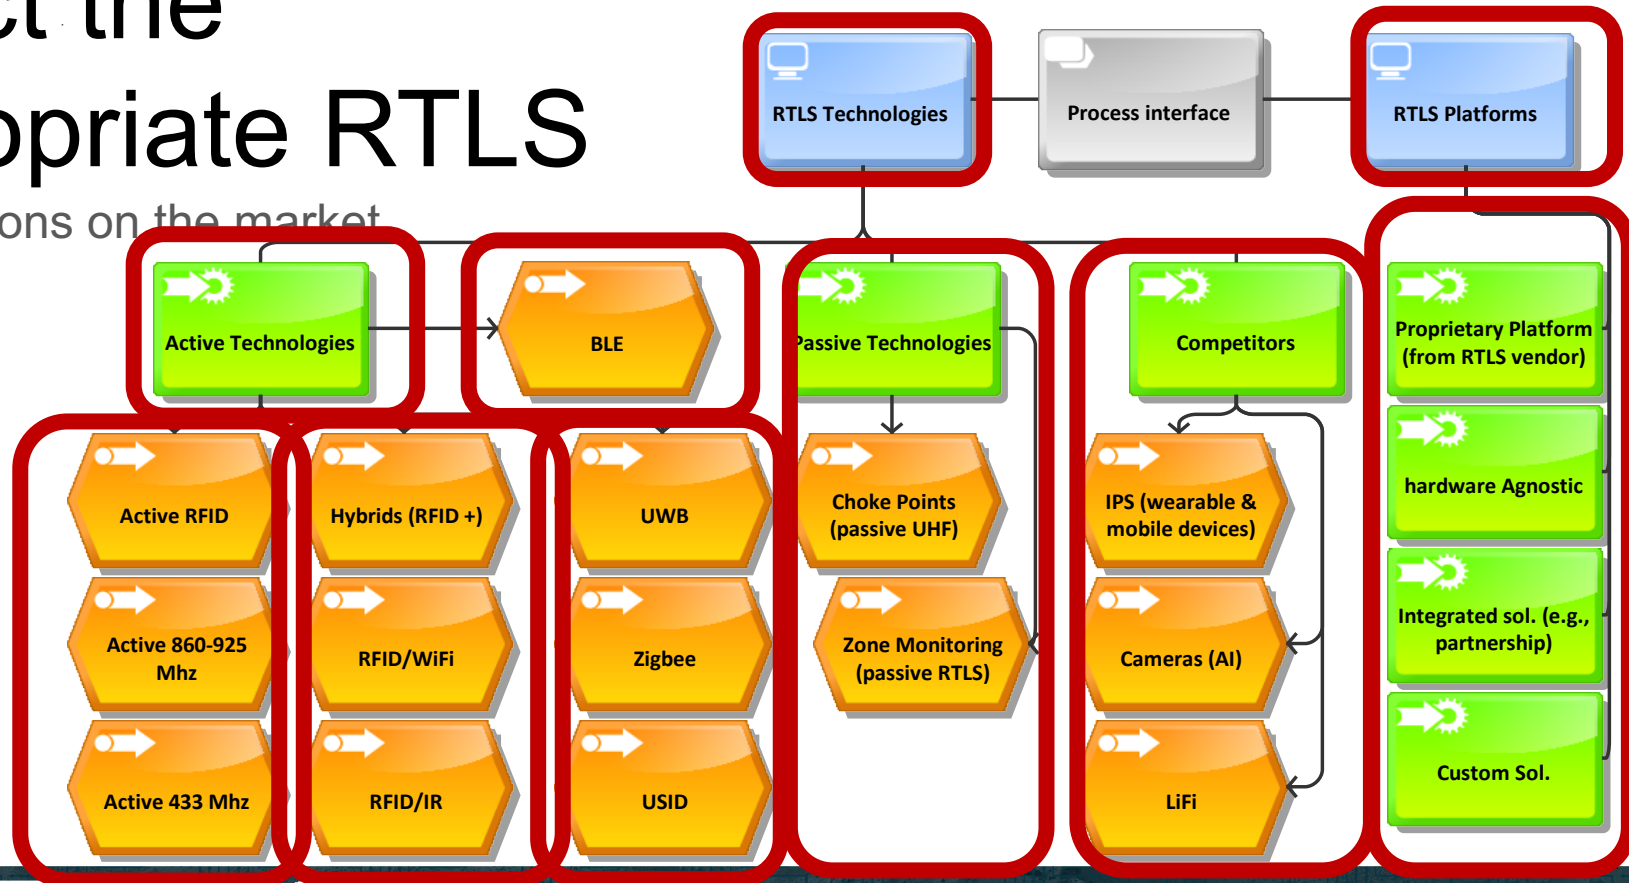 ct the
opriate RTLS
ons on the market
RTLS Technologies
Process interface
RTLS Platforms
Active Technologies
BLE
Passive Technologies
Competitors
Proprietary Platform
(from RTLS vendor)
Active RFID
Hybrids (RFID +)
UWB
Choke Points
(passive UHF)
IPS (wearable &
mobile devices)
hardware Agnostic
Active 860-925
Mhz
RFID/WiFi
Zigbee
Zone Monitoring
(passive RTLS)
Cameras (AI)
Integrated sol. (e.g.,
partnership)
Active 433 Mhz
RFID/IR
USID
LiFi
Custom Sol.